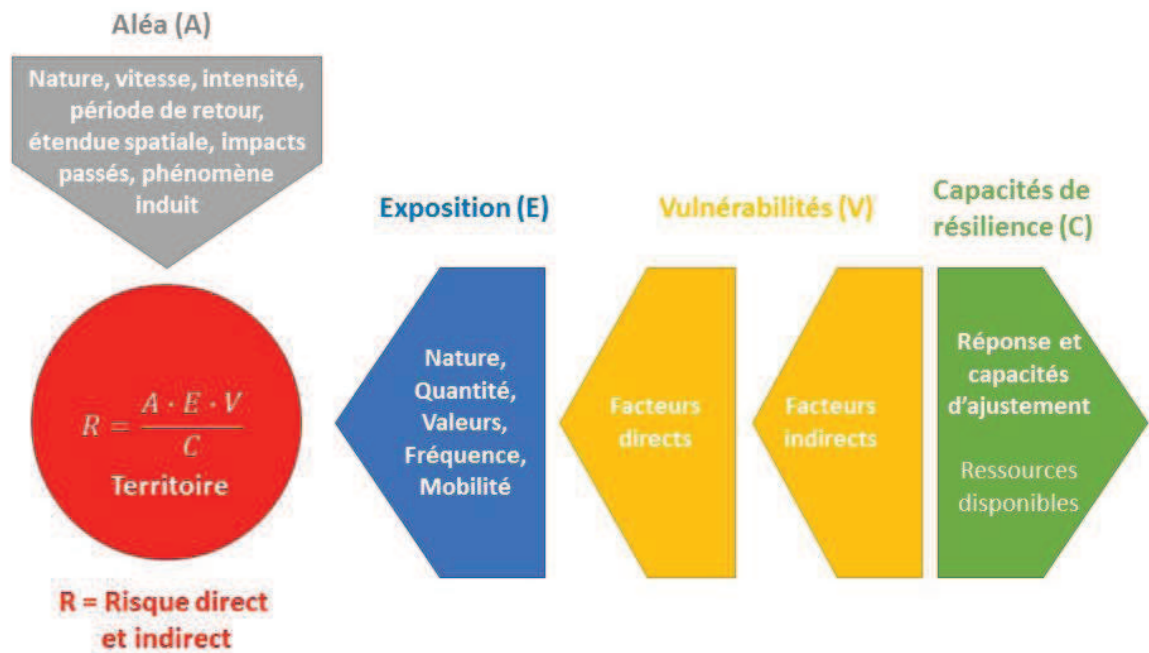 Aléa (A)
Nature, vitesse, intensité,
période de retour,
étendue spatiale, impacts
passés, phénomène
induit
R = A · E · V / C
Territoire
R = Risque direct
et indirect
Exposition (E)
Nature,
Quantité,
Valeurs,
Fréquence,
Mobilité
Vulnérabilités (V)
Facteurs
directs
Facteurs
indirects
Capacités de
résilience (C)
Réponse et
capacités
d'ajustement
Ressources
disponibles